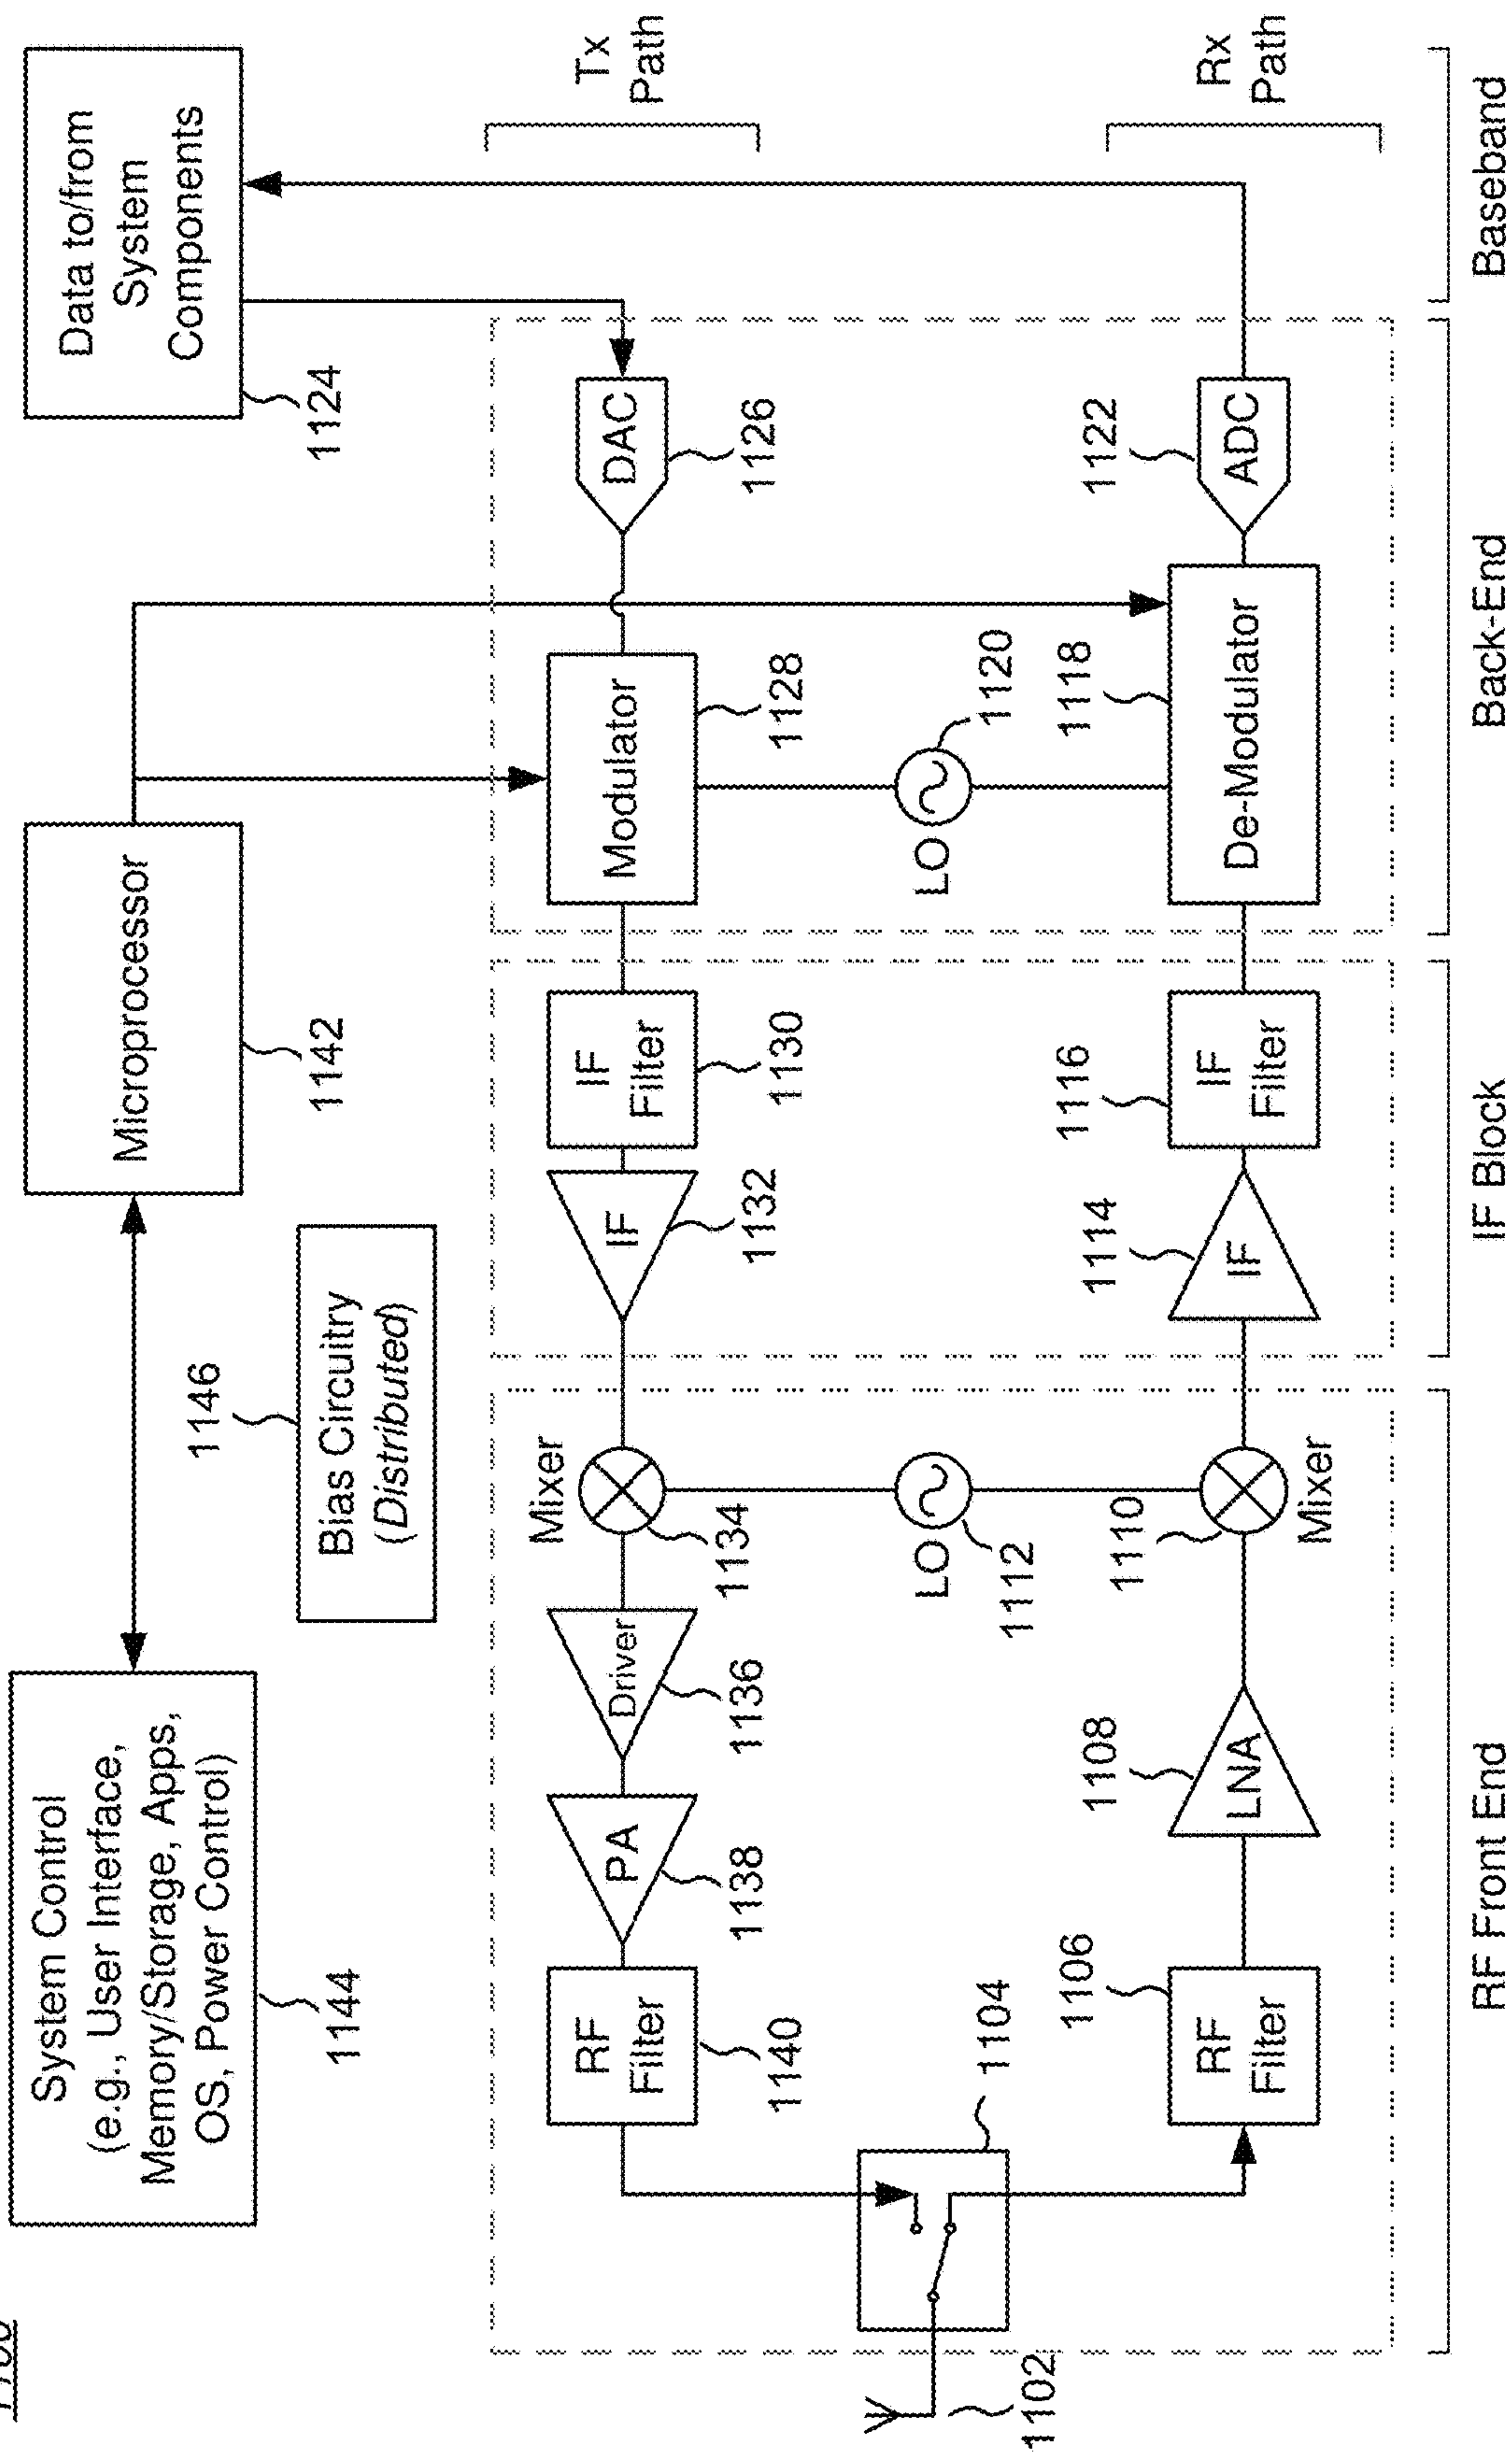 1100
System Control
(e.g., User Interface,
Memory/Storage, Apps,
OS, Power Control)
1144
Microprocessor
1142
Data to/from
System
Components
1124
1146
Bias Circuitry
(Distributed)
Tx
Path
RF
Filter
1140
PA
1138
Driver
1136
Mixer
1134
IF
1132
IF
Filter
1130
Modulator
1128
DAC
1126
1102
1104
LO
1112
LO
1120
Rx
Path
1106
RF
Filter
1108
LNA
1110
Mixer
1114
IF
1116
IF
Filter
1118
De-Modulator
1122
ADC
RF Front End
IF Block
Back-End
Baseband